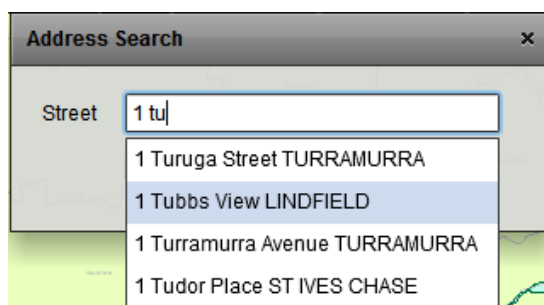 Address Search ×
Street 1 tu
1 Turuga Street TURRAMURRA
1 Tubbs View LINDFIELD
1 Turramurra Avenue TURRAMURRA
1 Tudor Place ST IVES CHASE